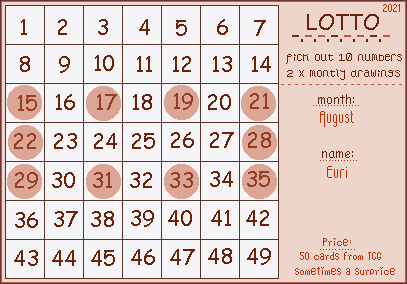 1 2 3 4 5 6 7
8 9 10 11 12 13 14
15 16 17 18 19 20 21
22 23 24 25 26 27 28
29 30 31 32 33 34 35
36 37 38 39 40 41 42
43 44 45 46 47 48 49
2021
LOTTO
pick out 10 numbers
2 x montly drawings
month:
August
name:
Euri
Price:
50 cards from TCG
Sometimes a surprice